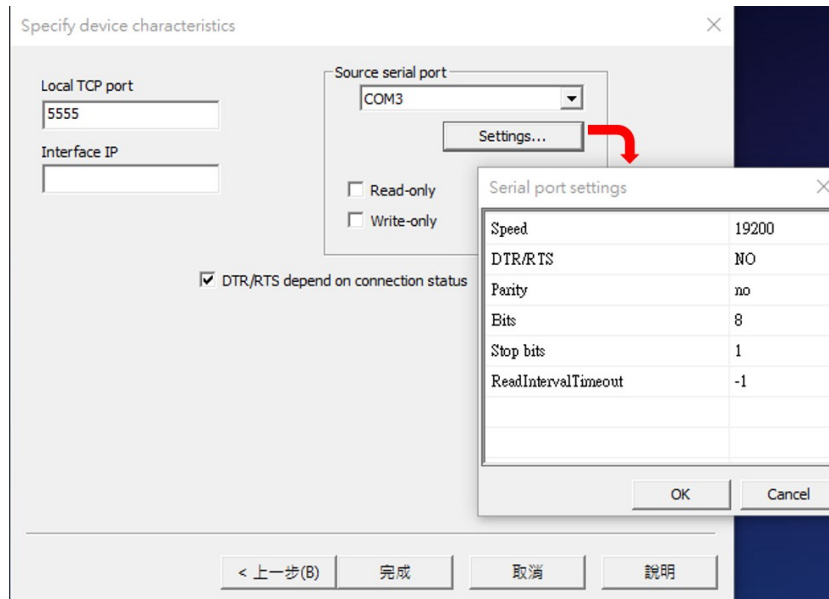 Specify device characteristics
Local TCP port
5555
Interface IP
Source serial port
COM3
Settings...
Read-only
Write-only
DTR/RTS depend on connection status
Serial port settings
Speed 19200
DTR/RTS NO
Parity no
Bits 8
Stop bits 1
ReadIntervalTimeout -1
OK Cancel
< 上一步(B) 完成 取消 說明